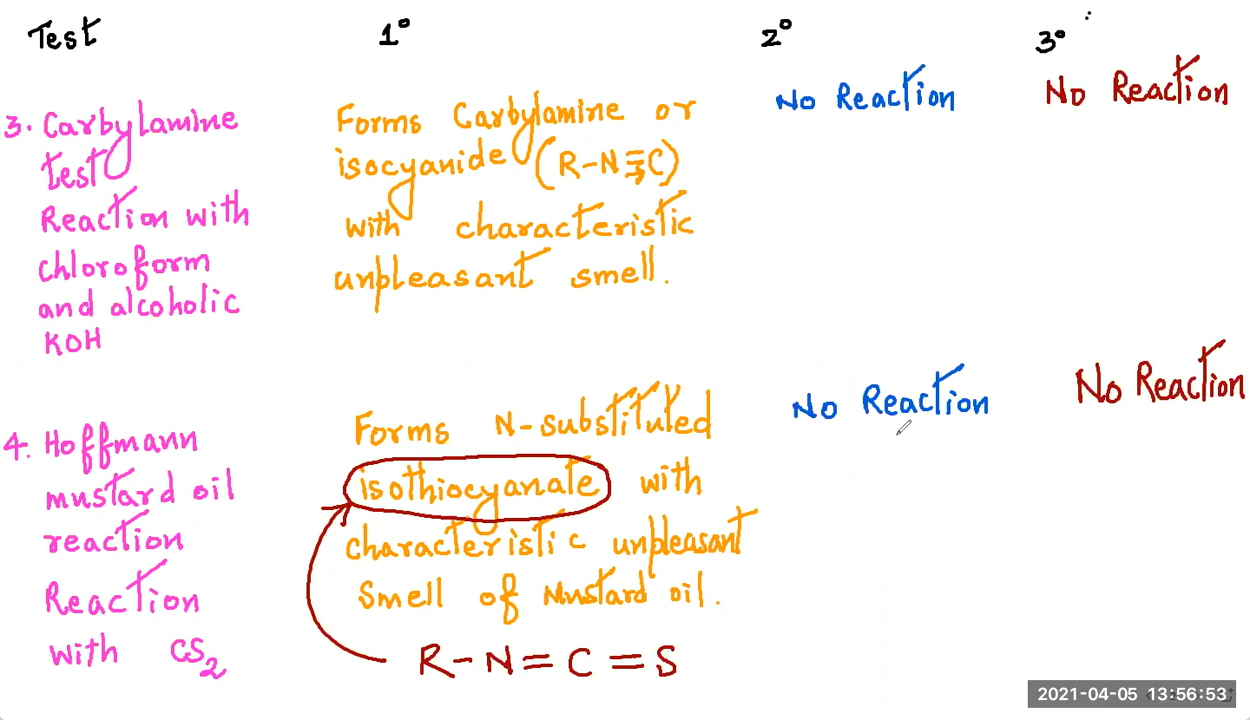 Test
1° 2° 3°
3. Carbylamine
test
Reaction with
chloroform
and alcoholic
KOH
Forms Carbylamine or
isocyanide (R-N≡C)
with characteristic
unpleasant smell.
No Reaction
No Reaction
4. Hoffmann
mustard oil
reaction
Reaction
with CS₂
Forms N-substituted
isothiocyanate with
characteristic unpleasant
Smell of Mustard oil.
R-N=C=S
No Reaction
No Reaction
2021-04-05 13:56:53